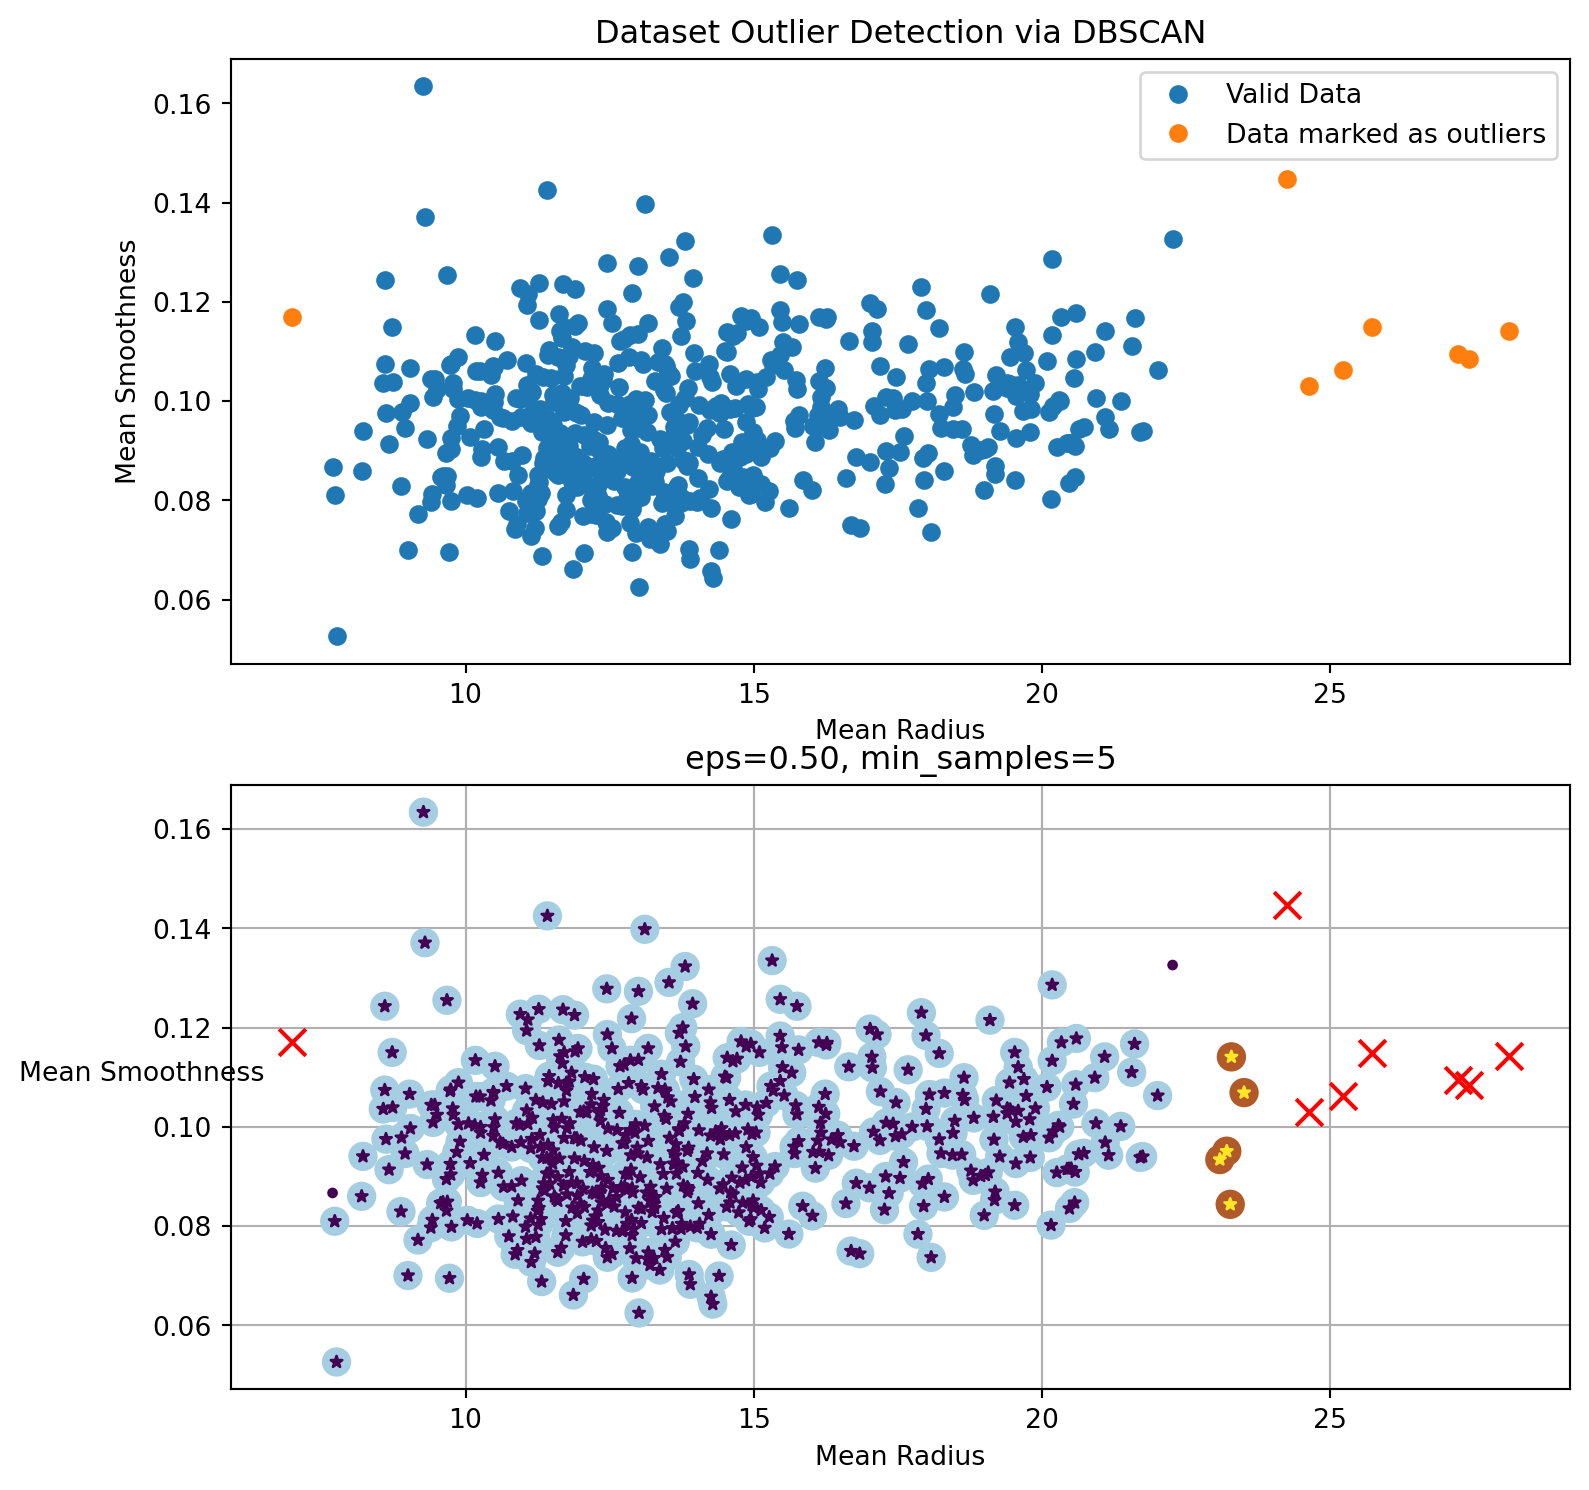 Dataset Outlier Detection via DBSCAN
Valid Data
Data marked as outliers
0.16
0.14
0.12
0.10
0.08
0.06
Mean Smoothness
10 15 20 25
Mean Radius
eps=0.50, min_samples=5
0.16
0.14
0.12
Mean Smoothness
0.10
0.08
0.06
10 15 20 25
Mean Radius